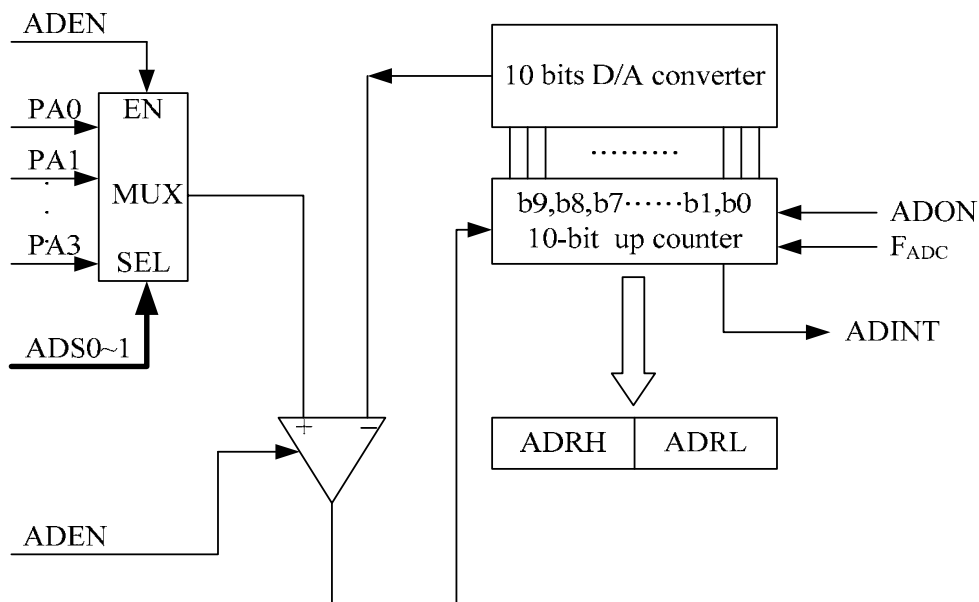 ADEN
EN
PA0
PA1
.
.
.
PA3
MUX
SEL
ADS0~1
ADEN
+
−
10 bits D/A converter
·········
b9,b8,b7······b1,b0
10-bit up counter
ADON
FADC
ADINT
ADRH
ADRL